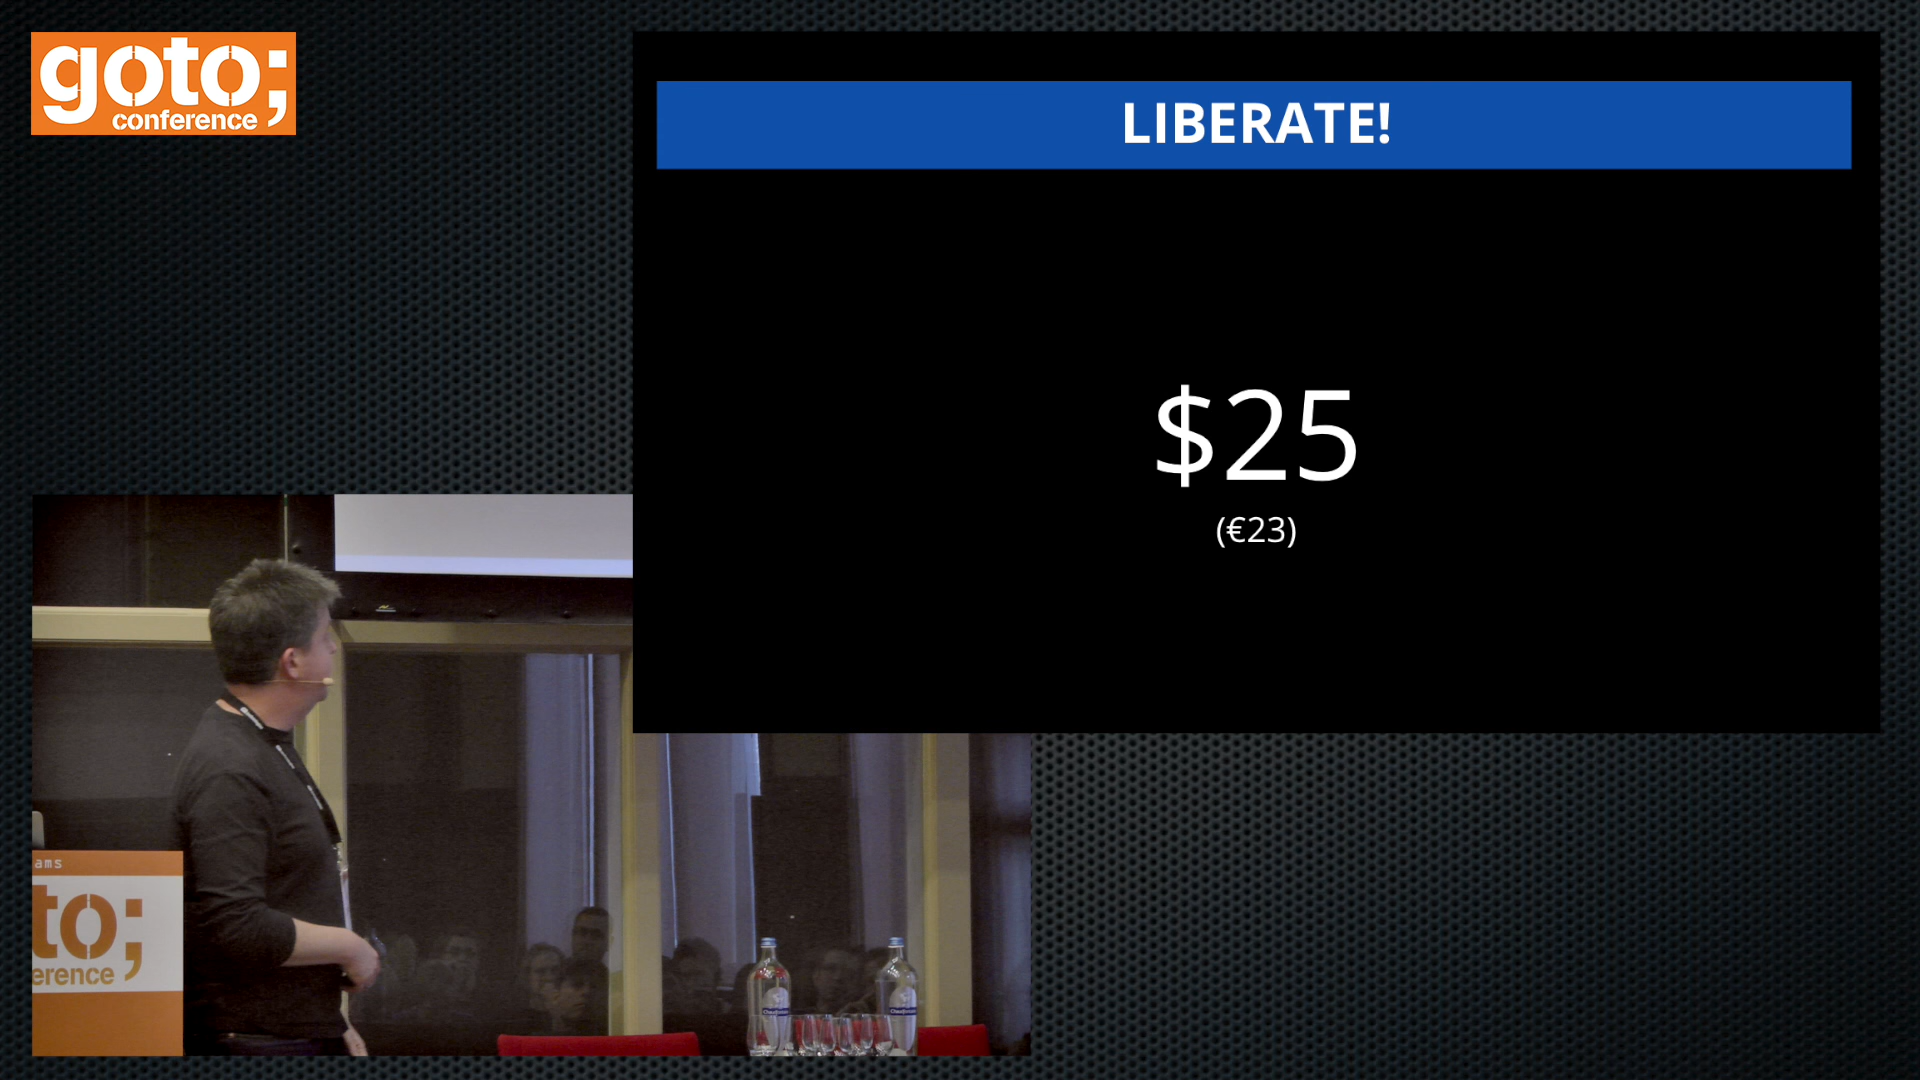 goto;
conference
LIBERATE!
$25
(€23)
ams
to;
erence